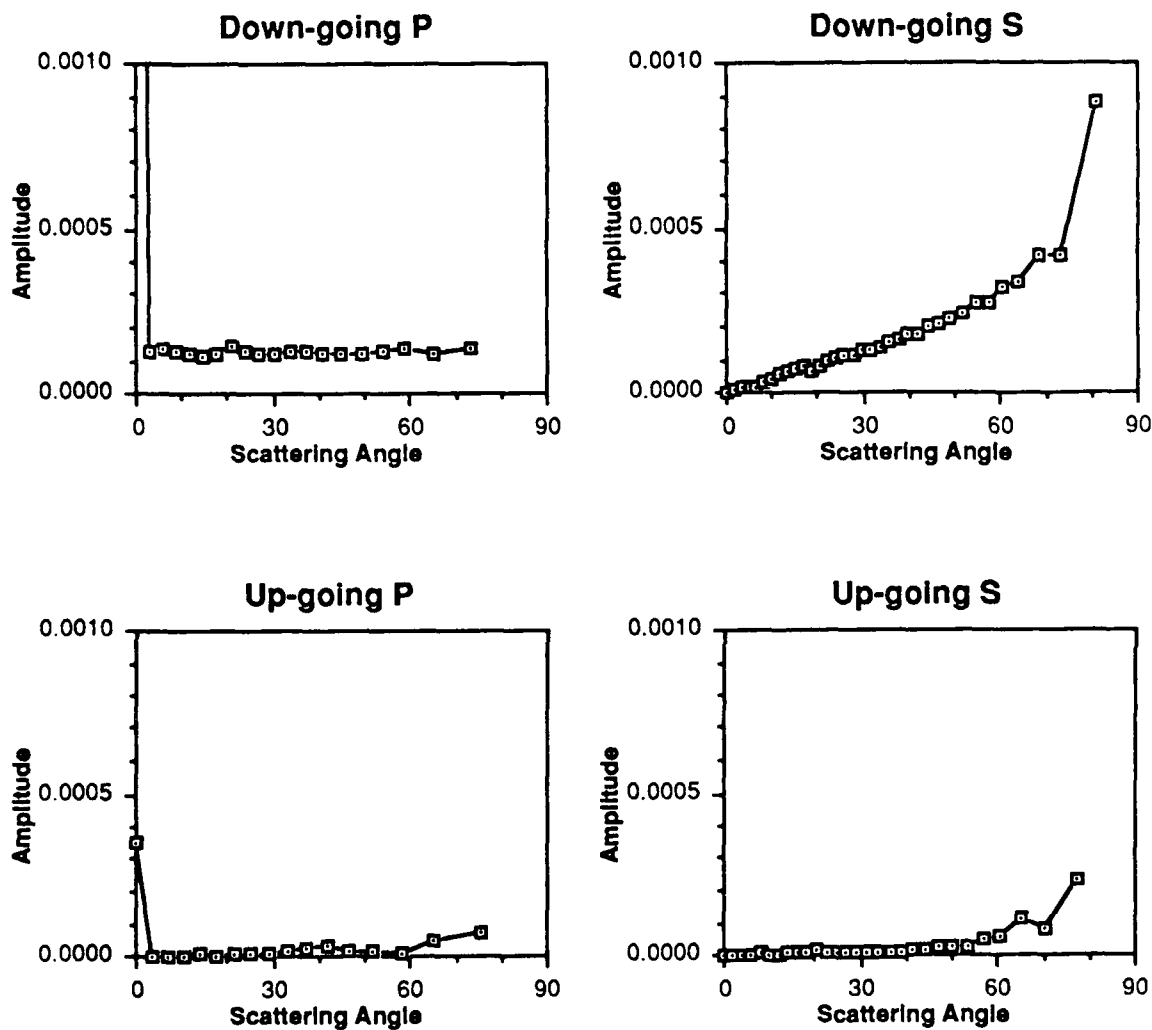 Down-going P
0.0010
0.0005
0.0000
Amplitude
0 30 60 90
Scattering Angle
Down-going S
0.0010
0.0005
0.0000
Amplitude
0 30 60 90
Scattering Angle
Up-going P
0.0010
0.0005
0.0000
Amplitude
0 30 60 90
Scattering Angle
Up-going S
0.0010
0.0005
0.0000
Amplitude
0 30 60 90
Scattering Angle